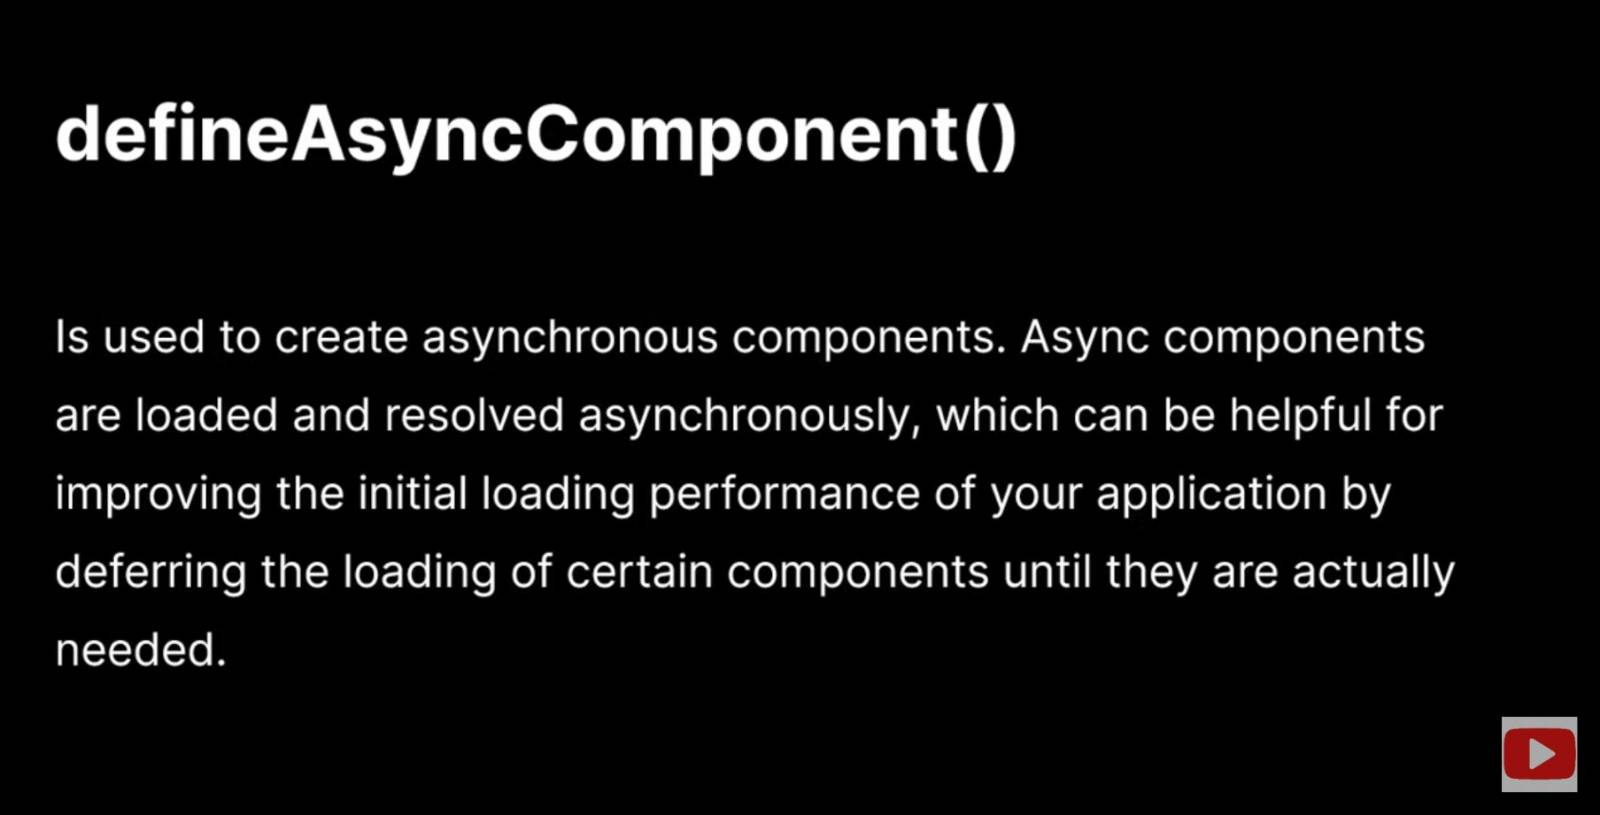 defineAsyncComponent()
Is used to create asynchronous components. Async components
are loaded and resolved asynchronously, which can be helpful for
improving the initial loading performance of your application by
deferring the loading of certain components until they are actually
needed.